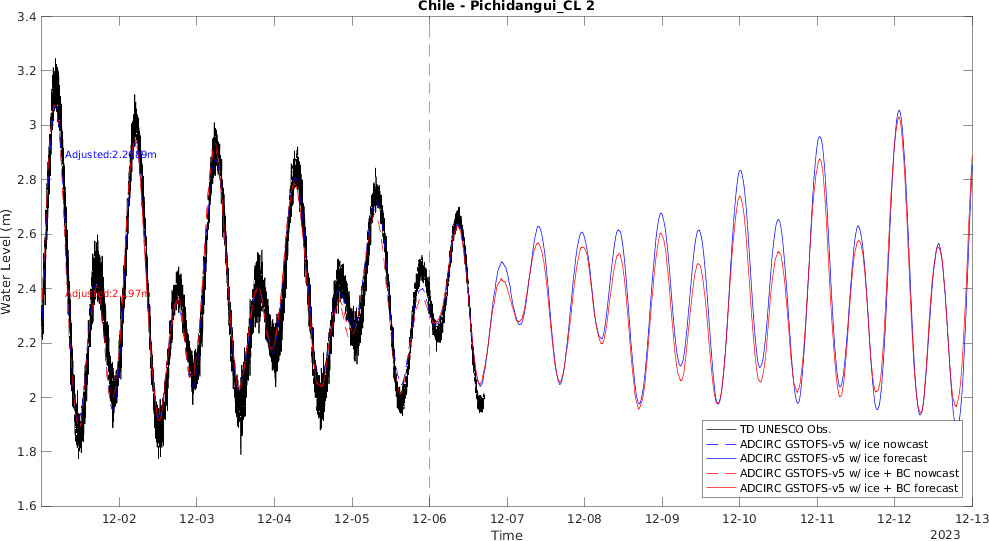 Chile - Pichidangui_CL 2
3.4
3.2
3
2.8
2.6
2.4
2.2
2
1.8
1.6
Water Level (m)
Adjusted:2.2689m
12-02
12-03
12-04
12-05
12-06
12-07
12-08
12-09
12-10
12-11
12-12
12-13
2023
Time
TD UNESCO Obs.
ADCIRC GSTOFS-v5 w/ ice nowcast
ADCIRC GSTOFS-v5 w/ ice forecast
ADCIRC GSTOFS-v5 w/ ice + BC nowcast
ADCIRC GSTOFS-v5 w/ ice + BC forecast